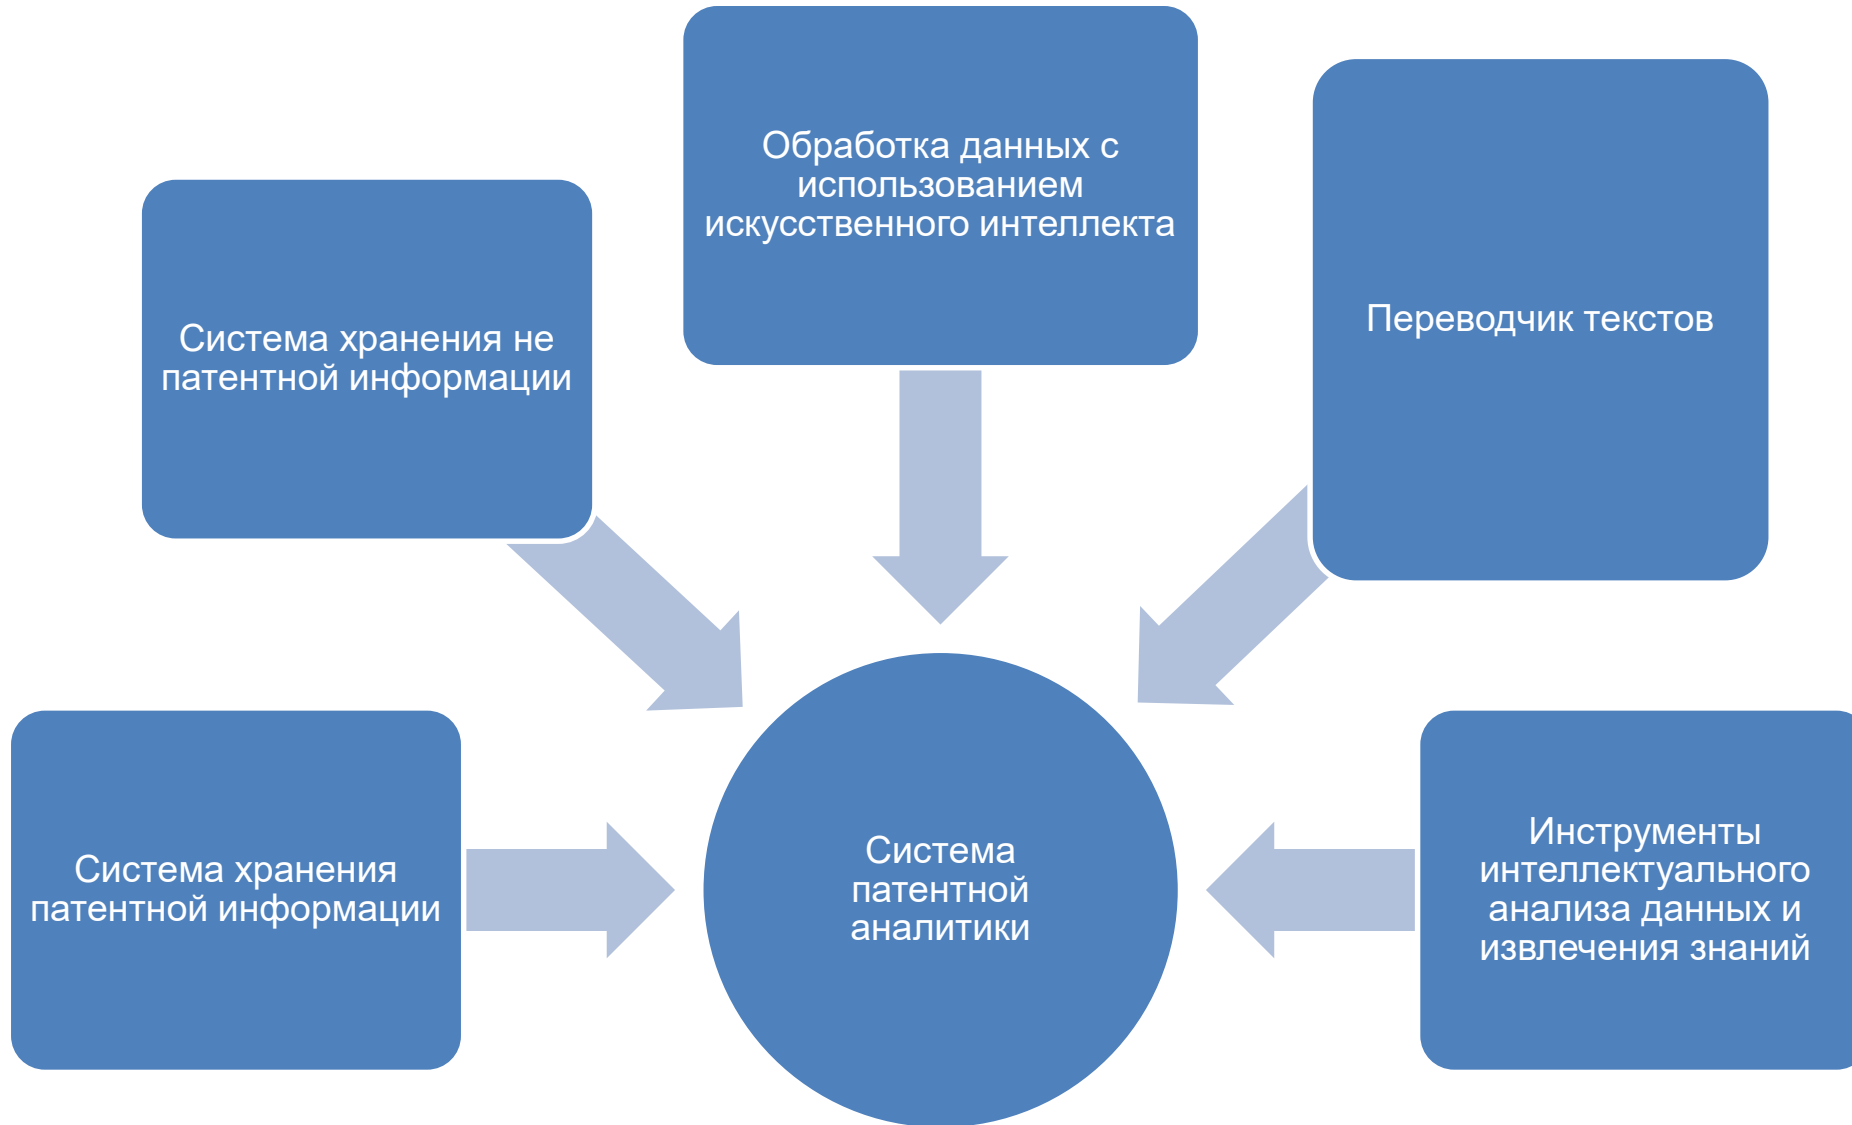 Обработка данных с
использованием
искусственного интеллекта
Система хранения не
патентной информации
Переводчик текстов
Система хранения
патентной информации
Система
патентной
аналитики
Инструменты
интеллектуального
анализа данных и
извлечения знаний